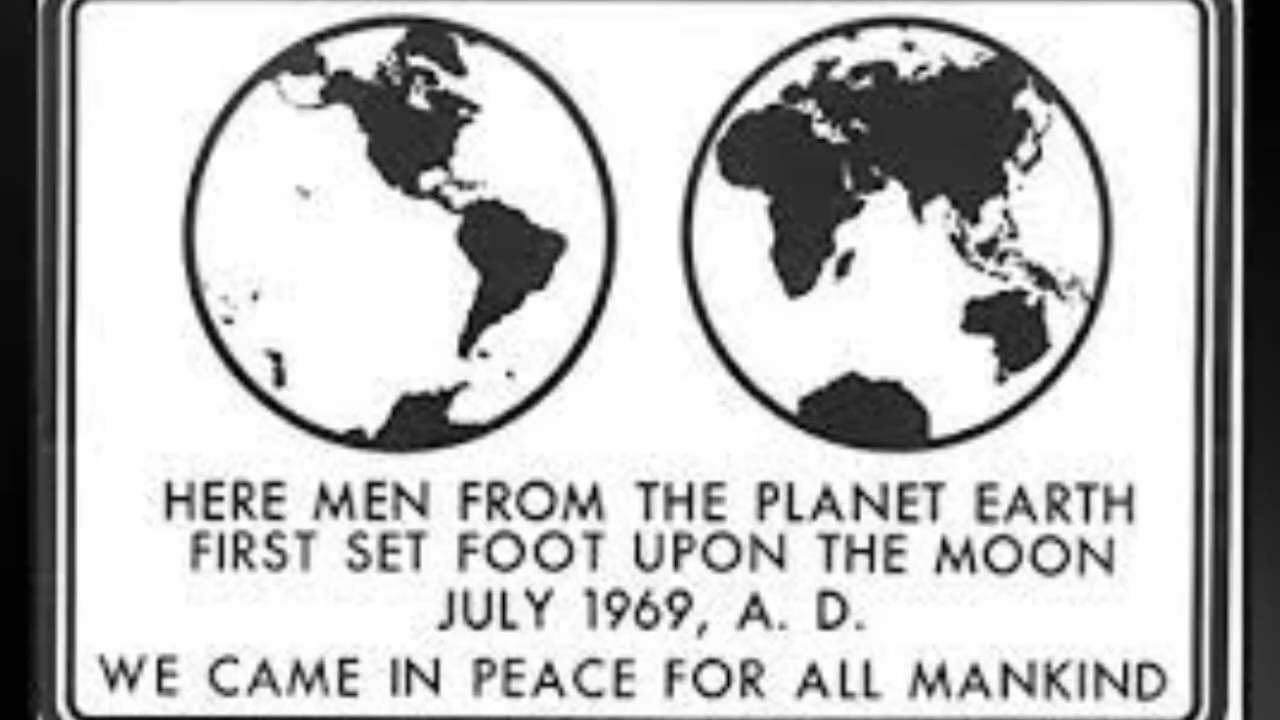 HERE MEN FROM THE PLANET EARTH
FIRST SET FOOT UPON THE MOON
JULY 1969, A. D.
WE CAME IN PEACE FOR ALL MANKIND